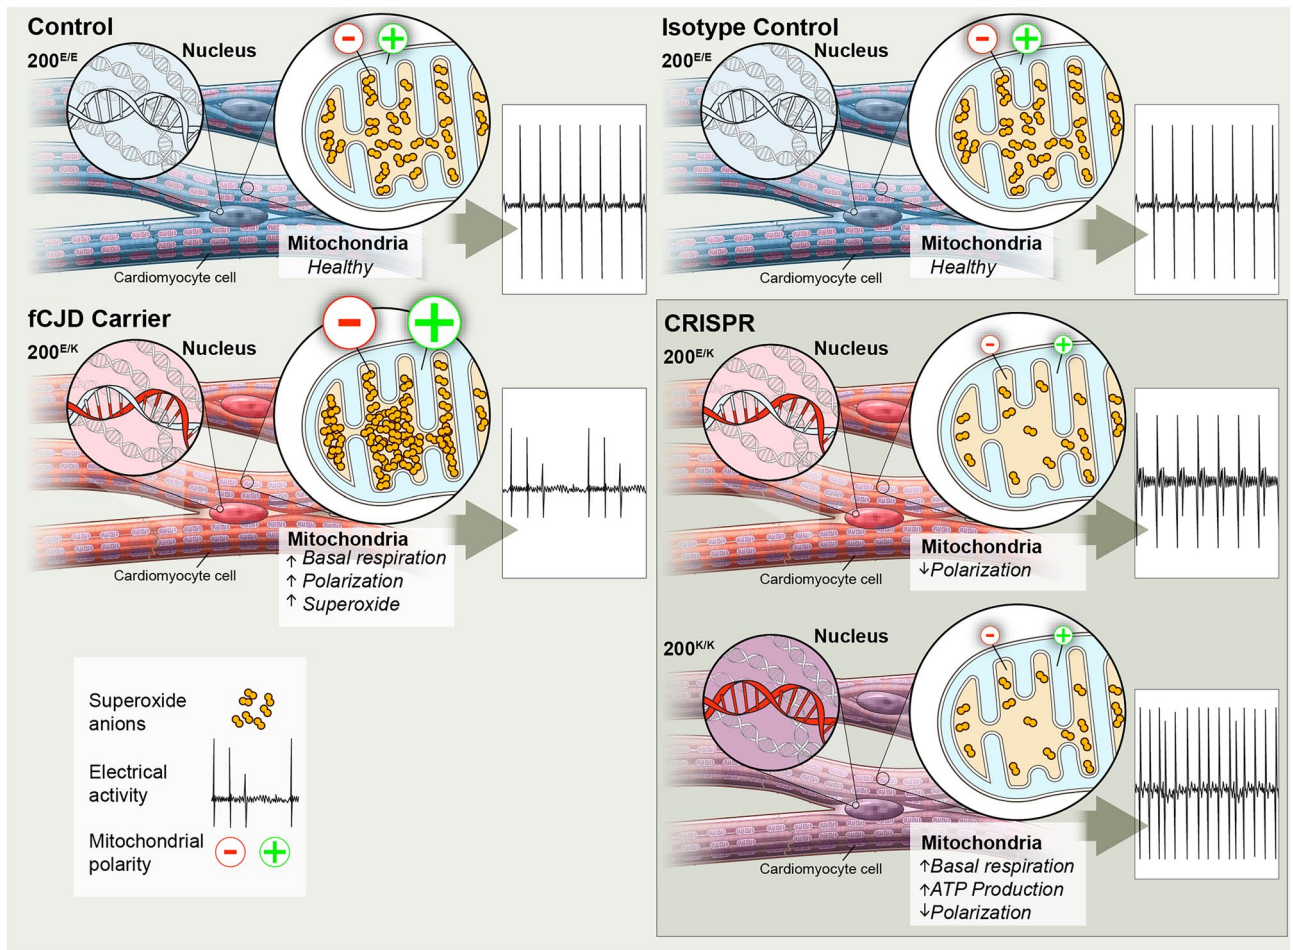 Control
200E/E
Nucleus
Mitochondria
Healthy
Cardiomyocyte cell
Isotype Control
200E/E
Nucleus
Mitochondria
Healthy
Cardiomyocyte cell
fCJD Carrier
200E/K
Nucleus
Mitochondria
↑ Basal respiration
↑ Polarization
↑ Superoxide
Cardiomyocyte cell
CRISPR
200E/K
Nucleus
Mitochondria
↓Polarization
Cardiomyocyte cell
200K/K
Nucleus
Mitochondria
↑Basal respiration
↑ATP Production
↓Polarization
Cardiomyocyte cell
Superoxide
anions
Electrical
activity
Mitochondrial
polarity